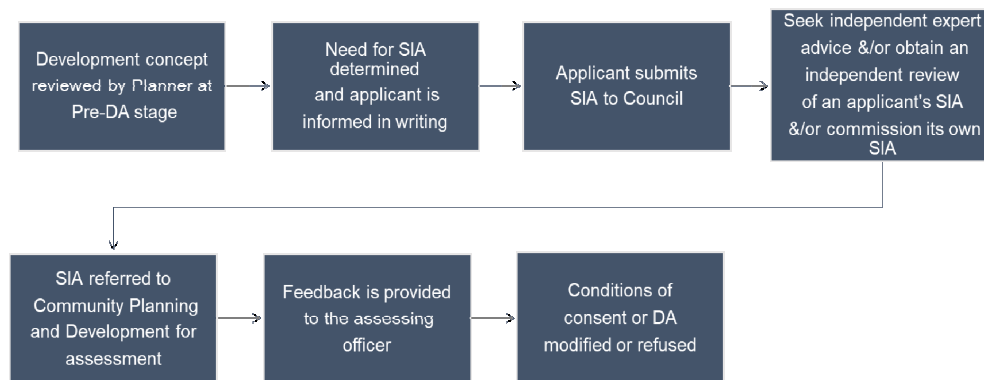 Development concept
reviewed by Planner at
Pre-DA stage
Need for SIA
determined
and applicant is
informed in writing
Applicant submits
SIA to Council
Seek independent expert
advice &/or obtain an
independent review
of an applicant's SIA
&/or commission its own
SIA
SIA referred to
Community Planning
and Development for
assessment
Feedback is provided
to the assessing
officer
Conditions of
consent or DA
modified or refused